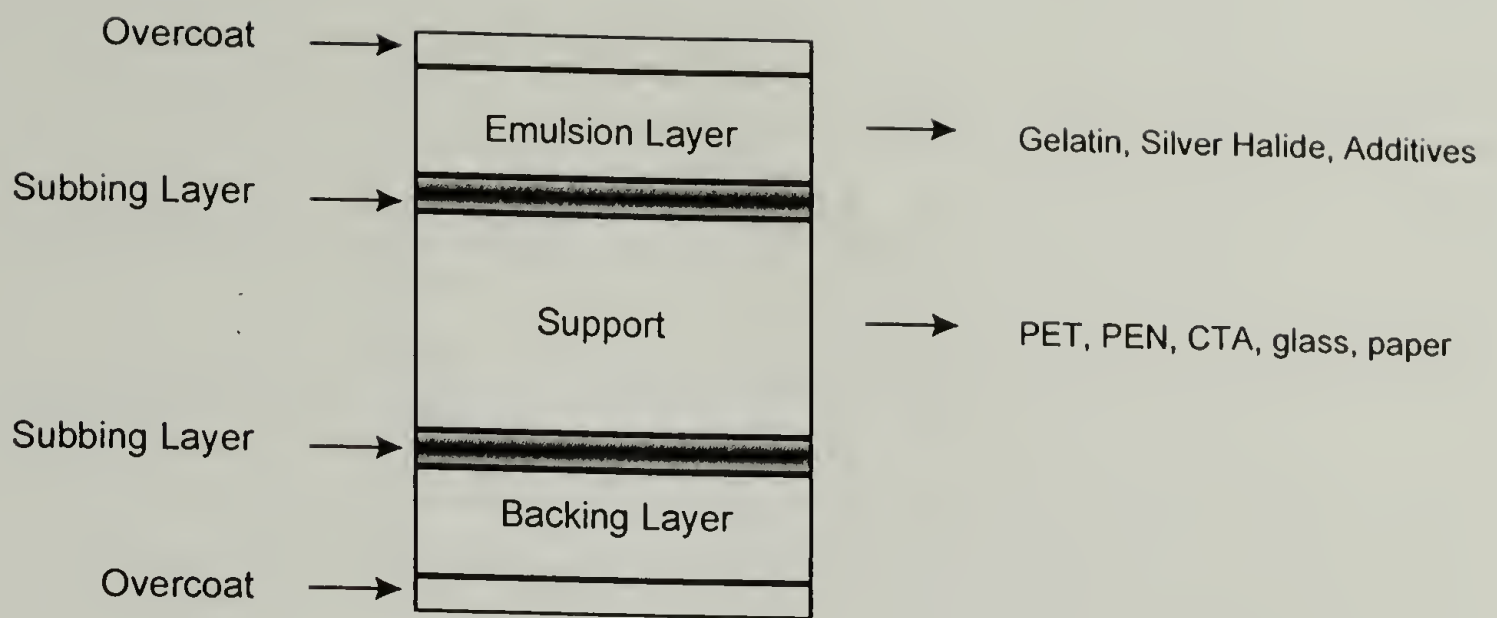 Overcoat
Emulsion Layer
Gelatin, Silver Halide, Additives
Subbing Layer
Support
PET, PEN, CTA, glass, paper
Subbing Layer
Backing Layer
Overcoat